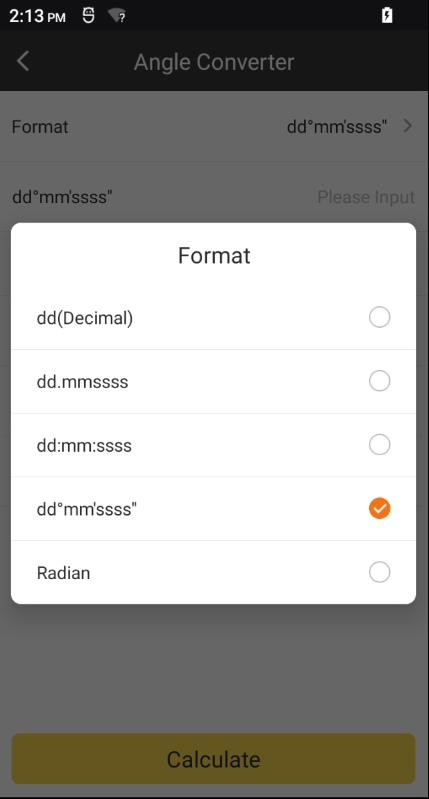 2:13 PM
Angle Converter
Format dd°mm'ssss"
dd°mm'ssss" Please Input
Format
dd(Decimal)
dd.mmssss
dd:mm:ssss
dd°mm'ssss"
Radian
Calculate